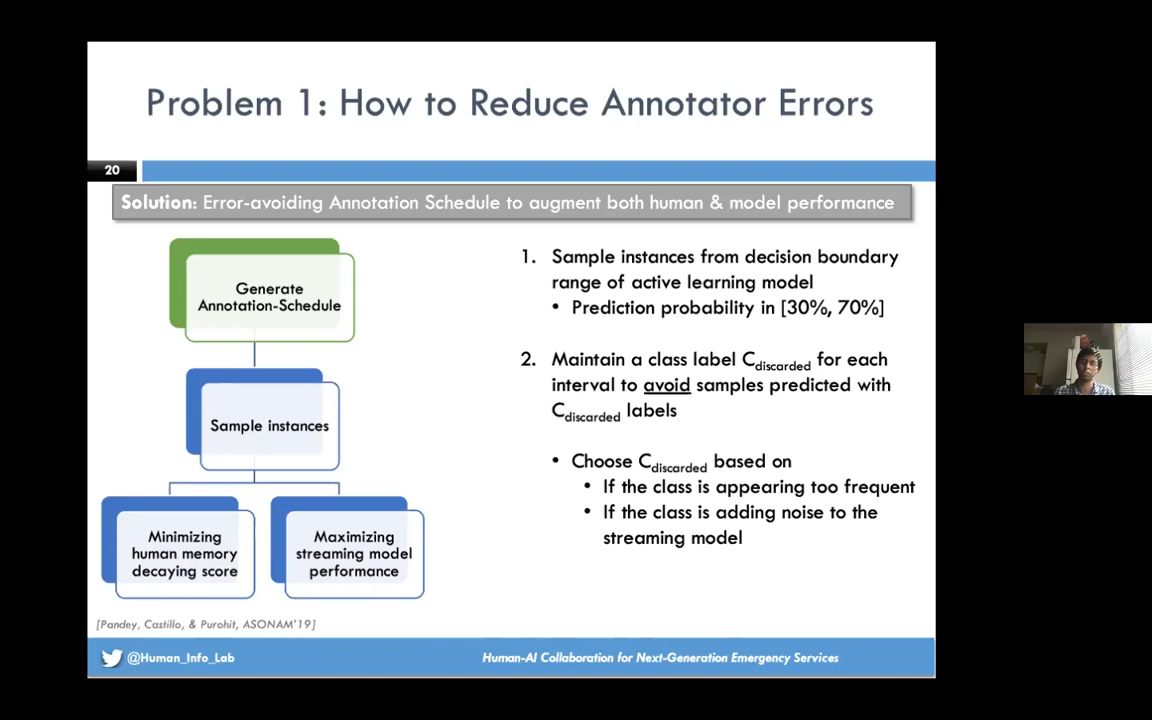 Problem 1: How to Reduce Annotator Errors
20
Solution: Error-avoiding Annotation Schedule to augment both human & model performance
Generate
Annotation-Schedule
Sample instances
Minimizing
human memory
decaying score
Maximizing
streaming model
performance
1. Sample instances from decision boundary
range of active learning model
• Prediction probability in [30%, 70%]
2. Maintain a class label Cdiscarded for each
interval to avoid samples predicted with
Cdiscarded labels
• Choose Cdiscarded based on
• If the class is appearing too frequent
• If the class is adding noise to the
streaming model
[Pandey, Castillo, & Purohit, ASONAM'19]
@Human_Info_Lab
Human-AI Collaboration for Next-Generation Emergency Services